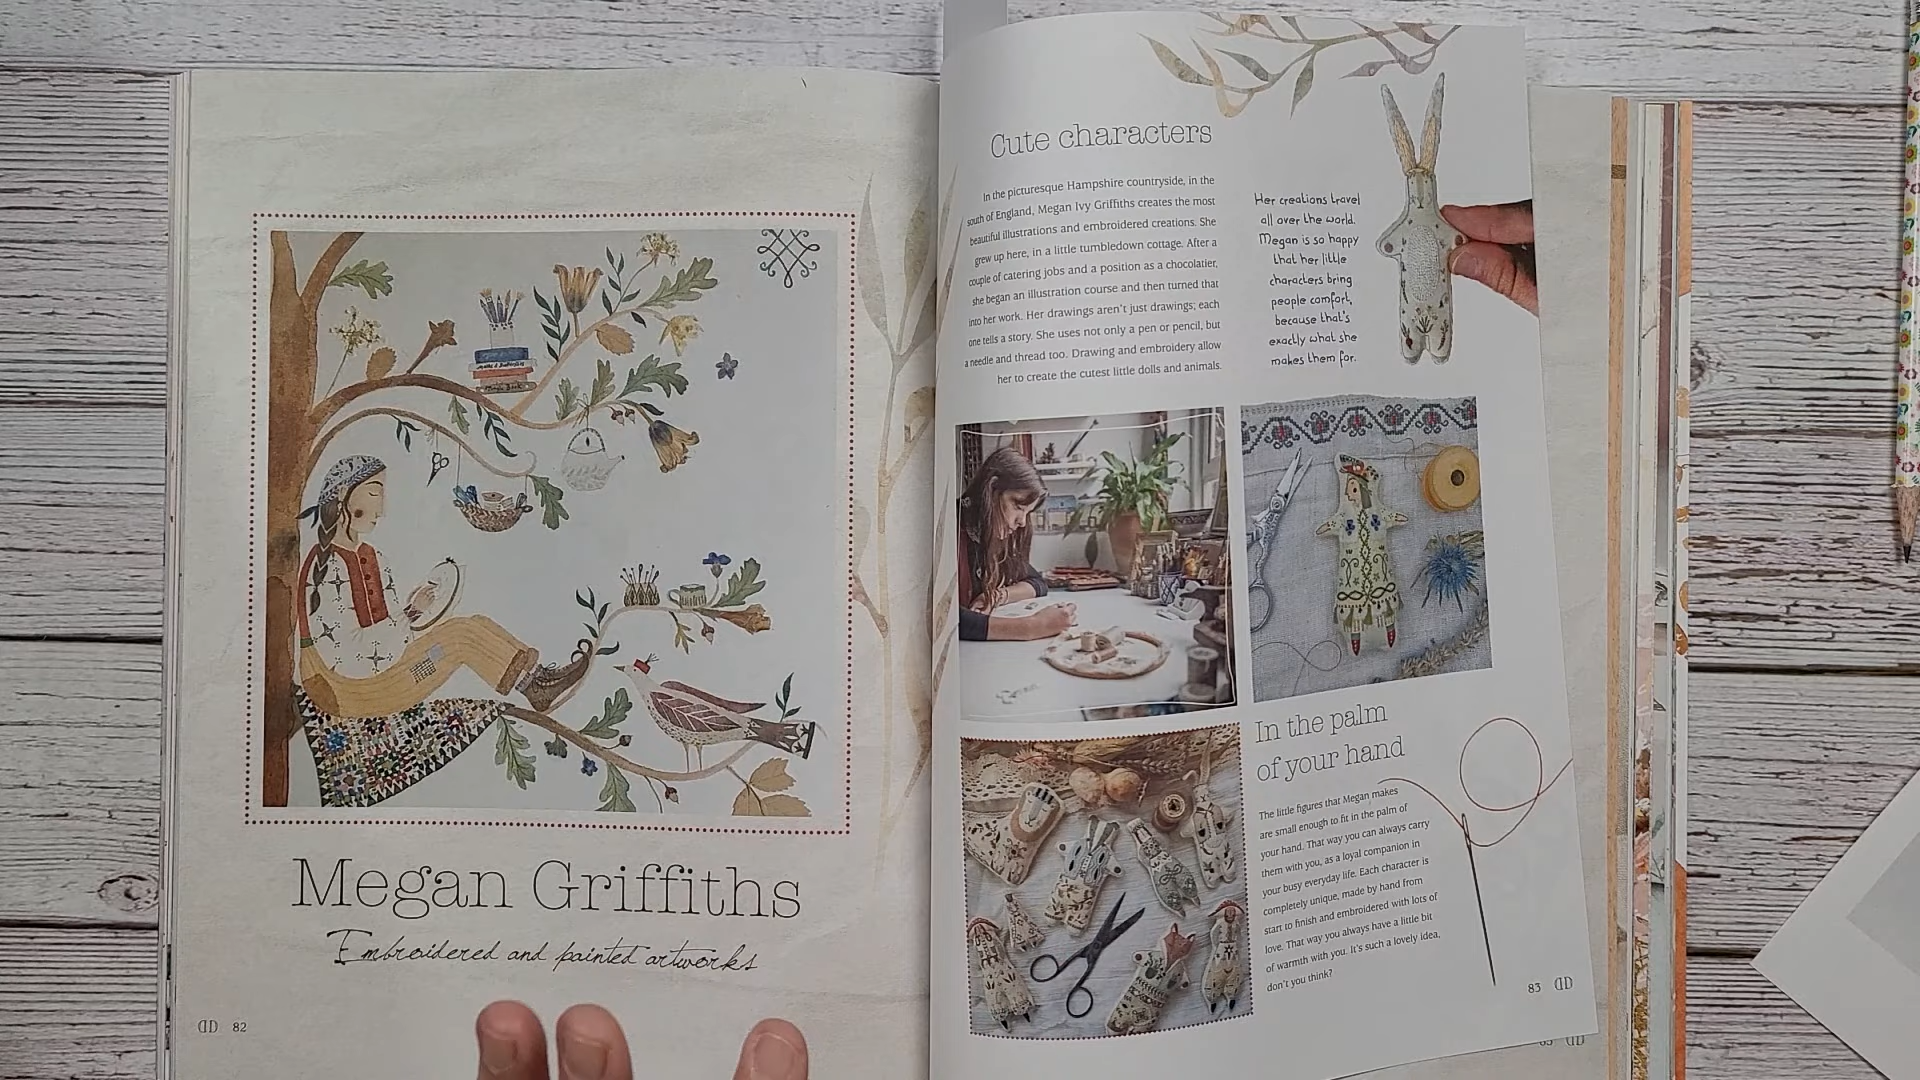 Megan Griffiths
Embroidered and painted artworks
82
Cute characters
In the picturesque Hampshire countryside, in the
south of England, Megan Ivy Griffiths creates the most
beautiful illustrations and embroidered creations. She
grew up here, in a little tumbledown cottage. After a
couple of catering jobs and a position as a chocolatier,
she began an illustration course and then turned that
into her work. Her drawings aren't just drawings; each
one tells a story. She uses not only a pen or pencil, but
a needle and thread too. Drawing and embroidery allow
her to create the cutest little dolls and animals.
Her creations travel
all over the world.
Megan is so happy
that her little
characters bring
people comfort,
because that's
exactly what she
makes them for.
In the palm
of your hand
The little figures that Megan makes
are small enough to fit in the palm of
your hand. That way you can always carry
them with you, as a loyal companion in
your busy everyday life. Each character is
completely unique, made by hand from
start to finish and embroidered with lots of
love. That way you always have a little bit
of warmth with you. It's such a lovely idea,
don't you think?
83